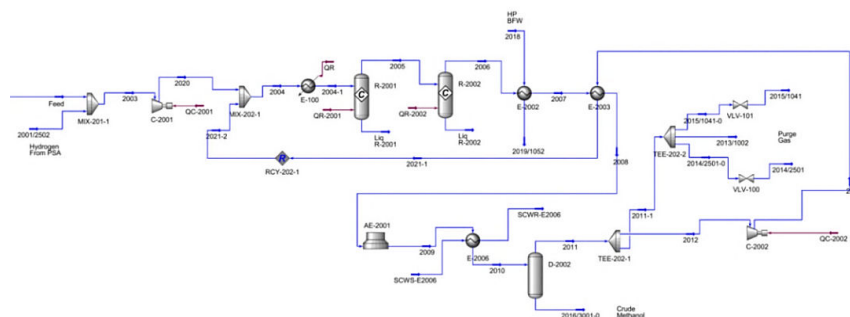 HP
BFW
2018
QR
2005
2006
R-2001
R-2002
2020
2015/1041
2003
2004
2004-1
2007
VLV-101
Feed
2015/1041-0
E-100
E-2002
E-2003
C-2001
QC-2001
MIX-201-1
MIX-202-1
QR-2001
QR-2002
2013/1002
Purge
Gas
2001/2502
2021-2
TEE-202-2
Liq
R-2001
Liq
R-2002
2014/2501-0
2014/2501
Hydrogen
From PSA
2019/1052
2008
VLV-100
2021-1
RCY-202-1
2011-1
SCWR-E2006
AE-2001
2009
2011
2012
C-2002
QC-2002
E-2006
TEE-202-1
2010
D-2002
SCWS-E2006
Crude
Methanol
2016/3001-0